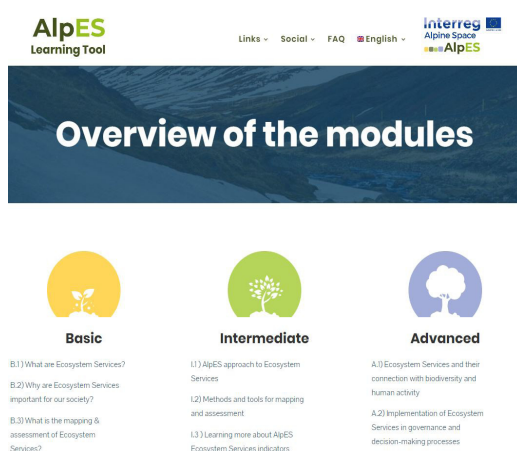 AlpES
Learning Tool
Links
Social
FAQ
English
Interreg
Alpine Space
AlpES
Overview of the modules
Basic
B.1 ) What are Ecosystem Services?
B.2) Why are Ecosystem Services
important for our society?
B.3) What is the mapping &
assessment of Ecosystem
Services?
Intermediate
I.1 ) AlpES approach to Ecosystem
Services
I.2) Methods and tools for mapping
and assessment
I.3 ) Learning more about AlpES
Ecosystem Services indicators
Advanced
A.1) Ecosystem Services and their
connection with biodiversity and
human activity
A.2) Implementation of Ecosystem
Services in governance and
decision-making processes